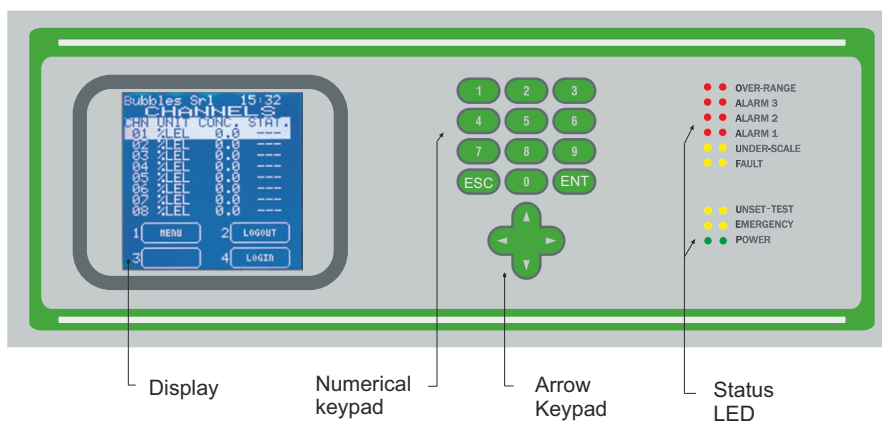 Bubbles Srl 15:32
CHANNELS
CHN UNIT CONC. STAT.
01 %LEL 0.0 ---
02 %LEL 0.0 ---
03 %LEL 0.0 ---
04 %LEL 0.0 ---
05 %LEL 0.0 ---
06 %LEL 0.0 ---
07 %LEL 0.0 ---
08 %LEL 0.0 ---
1 MENU 2 LOGOUT
3 4 LOGIN
1 2 3
4 5 6
7 8 9
ESC 0 ENT
OVER-RANGE
ALARM 3
ALARM 2
ALARM 1
UNDER-SCALE
FAULT
UNSET-TEST
EMERGENCY
POWER
Display
Numerical
keypad
Arrow
Keypad
Status
LED